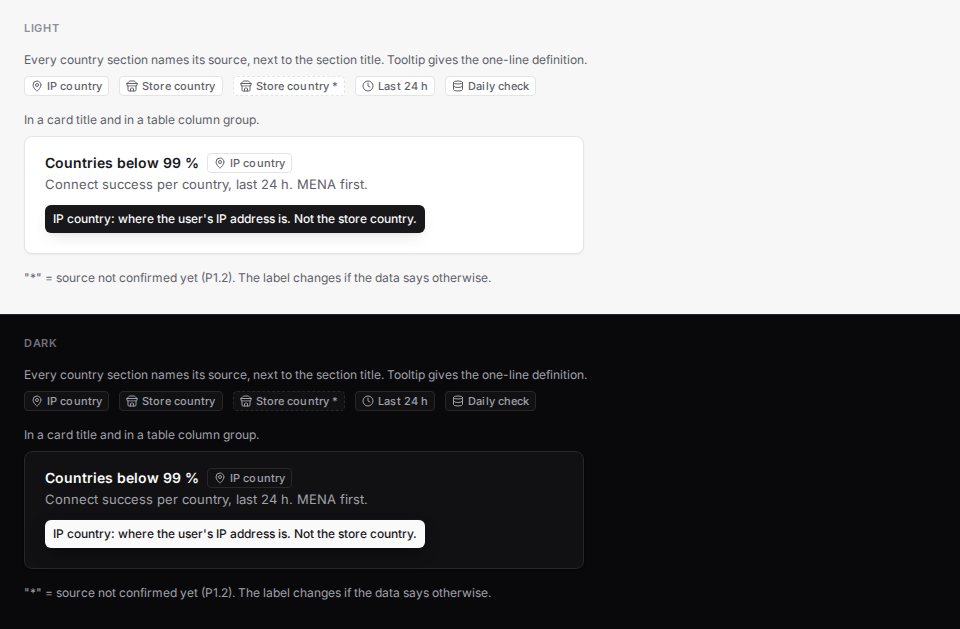 LIGHT
Every country section names its source, next to the section title. Tooltip gives the one-line definition.
IP country Store country Store country * Last 24 h Daily check
In a card title and in a table column group.
Countries below 99 % IP country
Connect success per country, last 24 h. MENA first.
IP country: where the user's IP address is. Not the store country.
"*" = source not confirmed yet (P1.2). The label changes if the data says otherwise.
DARK
Every country section names its source, next to the section title. Tooltip gives the one-line definition.
IP country Store country Store country * Last 24 h Daily check
In a card title and in a table column group.
Countries below 99 % IP country
Connect success per country, last 24 h. MENA first.
IP country: where the user's IP address is. Not the store country.
"*" = source not confirmed yet (P1.2). The label changes if the data says otherwise.